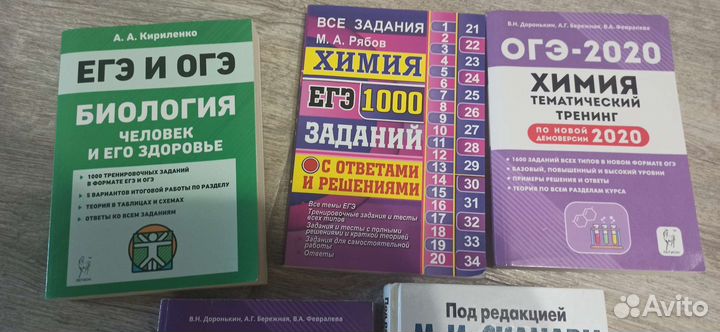 А. А. Кириленко
ЕГЭ И ОГЭ
БИОЛОГИЯ
ЧЕЛОВЕК
И ЕГО ЗДОРОВЬЕ
1000 ТРЕНИРОВОЧНЫХ ЗАДАНИЙ
В ФОРМАТЕ ЕГЭ И ОГЭ
5 ВАРИАНТОВ ИТОГОВОЙ РАБОТЫ ПО РАЗДЕЛУ
ТЕОРИЯ В ТАБЛИЦАХ И СХЕМАХ
ОТВЕТЫ КО ВСЕМ ЗАДАНИЯМ
ЛЕГИОН
ВСЕ ЗАДАНИЯ
М. А. Рябов
ХИМИЯ
ЕГЭ 1000
ЗАДАНИЙ
С ОТВЕТАМИ
И РЕШЕНИЯМИ
Все темы ЕГЭ
Тренировочные задания и тесты
всех типов
Задания и тесты с полными
решениями и краткой теорией
Задания для самостоятельной
работы
Ответы
1 21
2 22
3 23
4 24
5 25
6 26
7 27
8 28
9 29
10 30
11 31
12 32
13 33
14 34
15
16
17
18
19
20
В.Н. Доронькин, А.Г. Бережная, В.А. Февралева
ОГЭ-2020
ХИМИЯ
ТЕМАТИЧЕСКИЙ
ТРЕНИНГ
ПО НОВОЙ
ДЕМОВЕРСИИ 2020
1600 ЗАДАНИЙ ВСЕХ ТИПОВ В НОВОМ ФОРМАТЕ ОГЭ
БАЗОВЫЙ, ПОВЫШЕННЫЙ И ВЫСОКИЙ УРОВНИ
ПРИМЕРЫ РЕШЕНИЯ И ОТВЕТЫ
ТЕОРИЯ ПО ВСЕМ РАЗДЕЛАМ КУРСА
ЛЕГИОН
В.Н. Доронькин, А.Г. Бережная, В.А. Февралева
Под редакцией
Avito